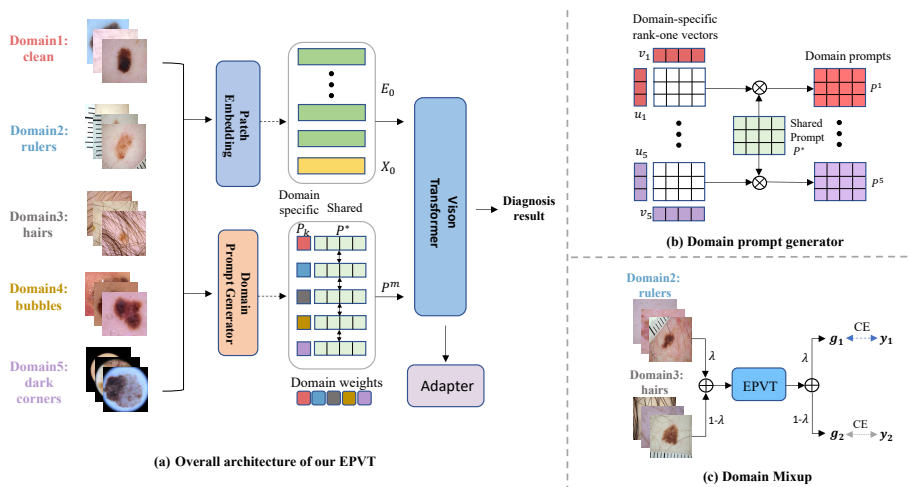 Domain1:
clean
Domain2:
rulers
Domain3:
hairs
Domain4:
bubbles
Domain5:
dark
corners
Patch
Embedding
Domain
Prompt Generator
E₀
X₀
Domain
specific
Shared
Pₖ
P*
Pᵐ
Domain weights
Vison
Transformer
Adapter
Diagnosis
result
(a) Overall architecture of our EPVT
Domain-specific
rank-one vectors
v₁
u₁
u₅
v₅
Domain prompts
P¹
Shared
Prompt
P*
P⁵
(b) Domain prompt generator
Domain2:
rulers
Domain3:
hairs
λ
1-λ
EPVT
λ
1-λ
g₁
CE
y₁
g₂
CE
y₂
(c) Domain Mixup